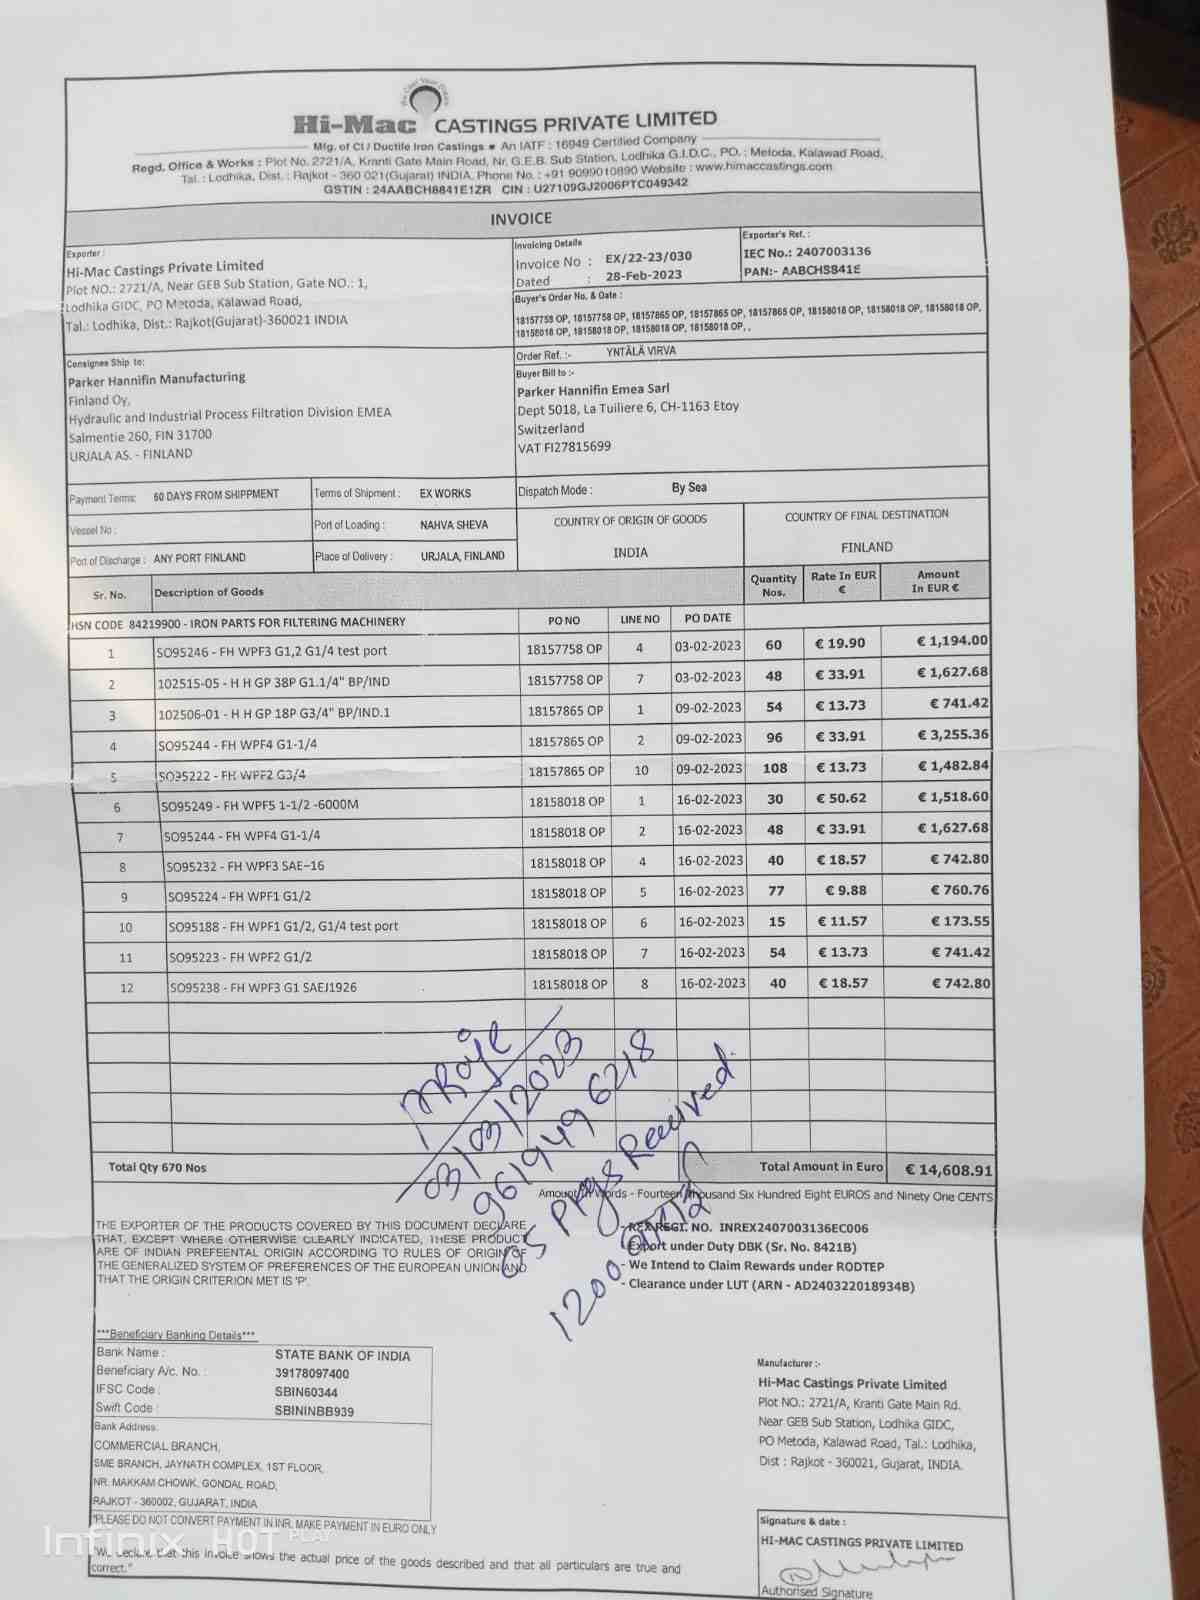 Hi-Mac CASTINGS PRIVATE LIMITED
Mfg. of CI / Ductile Iron Castings ● An IATF : 16949 Certified Company
Regd. Office & Works : Plot No. 2721/A, Kranti Gate Main Road, Nr. G.E.B. Sub Station, Lodhika G.I.D.C., PO. : Metoda, Kalawad Road,
Tal. : Lodhika, Dist. : Rajkot - 360 021(Gujarat) INDIA. Phone No. : +91 9099010890 Website : www.himaccastings.com
GSTIN : 24AABCH8841E1ZR CIN : U27109GJ2006PTC049342
INVOICE
Exporter :
Hi-Mac Castings Private Limited
Plot NO.: 2721/A, Near GEB Sub Station, Gate NO.: 1,
Lodhika GIDC, PO Metoda, Kalawad Road,
Tal.: Lodhika, Dist.: Rajkot(Gujarat)-360021 INDIA
Invoicing Details
Invoice No : EX/22-23/030
Dated : 28-Feb-2023
Exporter's Ref. :
IEC No.: 2407003136
PAN:- AABCH8841E
Buyer's Order No. & Date :
18157758 OP, 18157758 OP, 18157865 OP, 18157865 OP, 18157865 OP, 18158018 OP, 18158018 OP, 18158018 OP,
18158018 OP, 18158018 OP, 18158018 OP, 18158018 OP, ,
Order Ref. :- YNTÄLÄ VIRVA
Consignee Ship to:
Parker Hannifin Manufacturing
Finland Oy,
Hydraulic and Industrial Process Filtration Division EMEA
Salmentie 260, FIN 31700
URJALA AS. - FINLAND
Buyer Bill to :-
Parker Hannifin Emea Sarl
Dept 5018, La Tuiliere 6, CH-1163 Etoy
Switzerland
VAT FI27815699
Payment Terms: 60 DAYS FROM SHIPPMENT
Terms of Shipment : EX WORKS
Dispatch Mode : By Sea
Vessel No :
Port of Loading : NAHVA SHEVA
COUNTRY OF ORIGIN OF GOODS
INDIA
COUNTRY OF FINAL DESTINATION
FINLAND
Port of Discharge : ANY PORT FINLAND
Place of Delivery : URJALA, FINLAND
Sr. No. Description of Goods Quantity Nos. Rate In EUR € Amount In EUR €
HSN CODE 84219900 - IRON PARTS FOR FILTERING MACHINERY PO NO LINE NO PO DATE
1 SO95246 - FH WPF3 G1,2 G1/4 test port 18157758 OP 4 03-02-2023 60 € 19.90 € 1,194.00
2 102515-05 - H H GP 38P G1.1/4" BP/IND 18157758 OP 7 03-02-2023 48 € 33.91 € 1,627.68
3 102506-01 - H H GP 18P G3/4" BP/IND.1 18157865 OP 1 09-02-2023 54 € 13.73 € 741.42
4 SO95244 - FH WPF4 G1-1/4 18157865 OP 2 09-02-2023 96 € 33.91 € 3,255.36
5 SO95222 - FH WPF2 G3/4 18157865 OP 10 09-02-2023 108 € 13.73 € 1,482.84
6 SO95249 - FH WPF5 1-1/2 -6000M 18158018 OP 1 16-02-2023 30 € 50.62 € 1,518.60
7 SO95244 - FH WPF4 G1-1/4 18158018 OP 2 16-02-2023 48 € 33.91 € 1,627.68
8 SO95232 - FH WPF3 SAE–16 18158018 OP 4 16-02-2023 40 € 18.57 € 742.80
9 SO95224 - FH WPF1 G1/2 18158018 OP 5 16-02-2023 77 € 9.88 € 760.76
10 SO95188 - FH WPF1 G1/2, G1/4 test port 18158018 OP 6 16-02-2023 15 € 11.57 € 173.55
11 SO95223 - FH WPF2 G1/2 18158018 OP 7 16-02-2023 54 € 13.73 € 741.42
12 SO95238 - FH WPF3 G1 SAEJ1926 18158018 OP 8 16-02-2023 40 € 18.57 € 742.80
03/03/2023
9619496218
05 Pkgs Received.
Total Qty 670 Nos Total Amount in Euro € 14,608.91
Amount In Words - Fourteen Thousand Six Hundred Eight EUROS and Ninety One CENTS
THE EXPORTER OF THE PRODUCTS COVERED BY THIS DOCUMENT DECLARE
THAT, EXCEPT WHERE OTHERWISE CLEARLY INDICATED, THESE PRODUCT
ARE OF INDIAN PREFEENTAL ORIGIN ACCORDING TO RULES OF ORIGIN OF
THE GENERALIZED SYSTEM OF PREFERENCES OF THE EUROPEAN UNION AND
THAT THE ORIGIN CRITERION MET IS 'P'.
- REX REGI. NO. INREX2407003136EC006
- Export under Duty DBK (Sr. No. 8421B)
- We Intend to Claim Rewards under RODTEP
- Clearance under LUT (ARN - AD240322018934B)
1200
***Beneficiary Banking Details***
Bank Name : STATE BANK OF INDIA
Beneficiary A/c. No. : 39178097400
IFSC Code : SBIN60344
Swift Code : SBININBB939
Bank Address:
COMMERCIAL BRANCH,
SME BRANCH, JAYNATH COMPLEX, 1ST FLOOR,
NR. MAKKAM CHOWK, GONDAL ROAD,
RAJKOT - 360002, GUJARAT, INDIA
*PLEASE DO NOT CONVERT PAYMENT IN INR, MAKE PAYMENT IN EURO ONLY
Manufacturer :-
Hi-Mac Castings Private Limited
Plot NO.: 2721/A, Kranti Gate Main Rd.
Near GEB Sub Station, Lodhika GIDC,
PO Metoda, Kalawad Road, Tal.: Lodhika,
Dist : Rajkot - 360021, Gujarat, INDIA.
"We declare that this invoice shows the actual price of the goods described and that all particulars are true and
correct."
Signature & date :
HI-MAC CASTINGS PRIVATE LIMITED
Authorised Signature
Infinix HOT PLAY